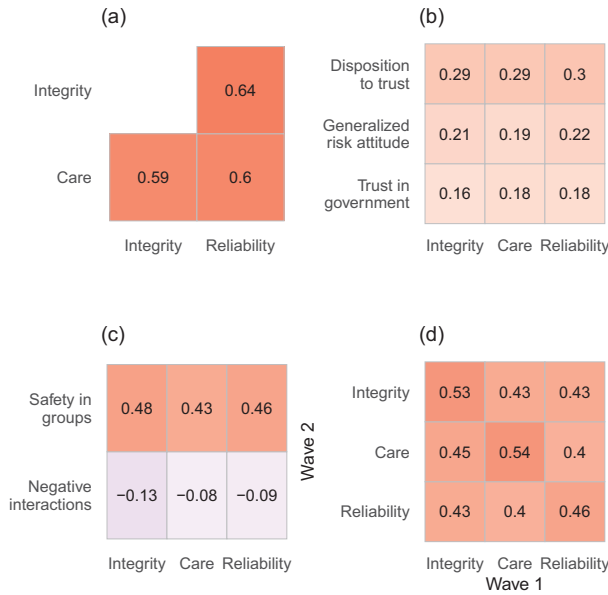 (a)
Integrity
0.64
Care
0.59 0.6
Integrity Reliability
(b)
Disposition
to trust
0.29 0.29 0.3
Generalized
risk attitude
0.21 0.19 0.22
Trust in
government
0.16 0.18 0.18
Integrity Care Reliability
(c)
Safety in
groups
0.48 0.43 0.46
Negative
interactions
−0.13 −0.08 −0.09
Integrity Care Reliability
(d)
Wave 2
Integrity
0.53 0.43 0.43
Care
0.45 0.54 0.4
Reliability
0.43 0.4 0.46
Integrity Care Reliability
Wave 1